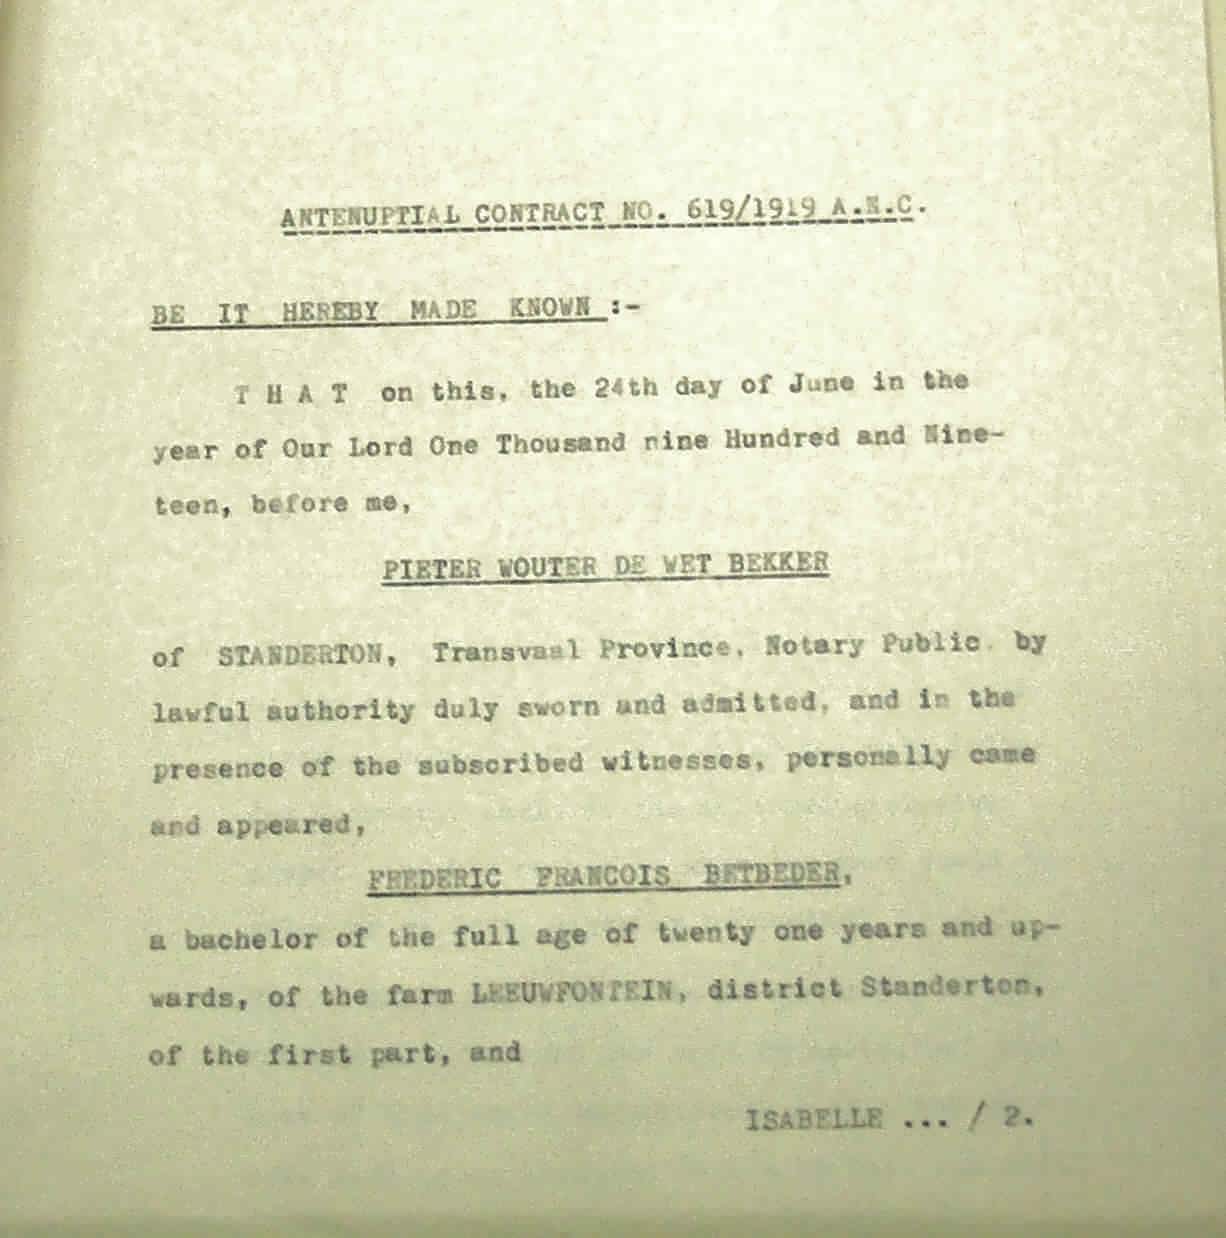 ANTENUPTIAL CONTRACT NO. 619/1919 A.N.C.
BE IT HEREBY MADE KNOWN :-
T H A T on this, the 24th day of June in the
year of Our Lord One Thousand nine Hundred and Nine-
teen, before me,
PIETER WOUTER DE WET BEKKER
of STANDERTON, Transvaal Province, Notary Public, by
lawful authority duly sworn and admitted, and in the
presence of the subscribed witnesses, personally came
and appeared,
FREDERIC FRANCOIS BETBEDER,
a bachelor of the full age of twenty one years and up-
wards, of the farm LEEUWFONTEIN, district Standerton,
of the first part, and
ISABELLE ... / 2.